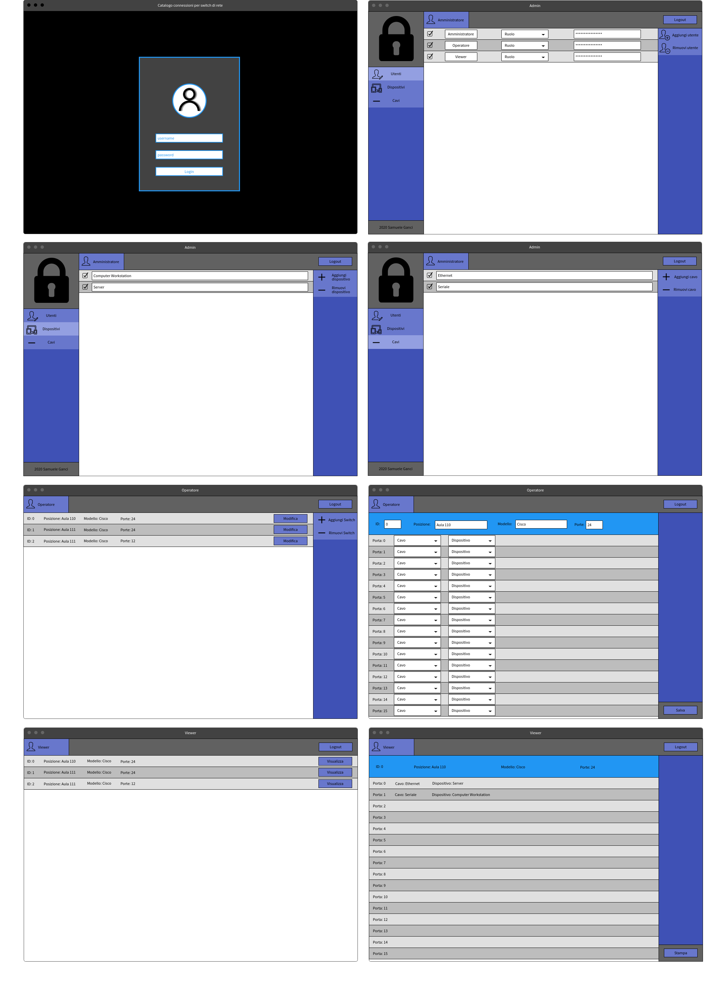 Catalogo connessioni per switch di rete
username
password
Login
Admin
Amministratore
Logout
Amministratore Ruolo ****************
Operatore Ruolo ****************
Viewer Ruolo ****************
Aggiungi utente
Rimuovi utente
Utenti
Dispositivi
Cavi
2020 Samuele Ganci
Admin
Amministratore
Logout
Computer Workstation
Server
Aggiungi
dispositivo
Rimuovi
dispositivo
Utenti
Dispositivi
Cavi
2020 Samuele Ganci
Admin
Amministratore
Logout
Ethernet
Seriale
Aggiungi cavo
Rimuovi cavo
Utenti
Dispositivi
Cavi
2020 Samuele Ganci
Operatore
Operatore
Logout
ID: 0 Posizione: Aula 110 Modello: Cisco Porte: 24 Modifica
ID: 1 Posizione: Aula 111 Modello: Cisco Porte: 24 Modifica
ID: 2 Posizione: Aula 111 Modello: Cisco Porte: 12 Modifica
Aggiungi Switch
Rimuovi Switch
Operatore
Operatore
Logout
ID: 0 Posizione: Aula 110 Modello: Cisco Porte: 24
Porta: 0 Cavo Dispositivo
Porta: 1 Cavo Dispositivo
Porta: 2 Cavo Dispositivo
Porta: 3 Cavo Dispositivo
Porta: 4 Cavo Dispositivo
Porta: 5 Cavo Dispositivo
Porta: 6 Cavo Dispositivo
Porta: 7 Cavo Dispositivo
Porta: 8 Cavo Dispositivo
Porta: 9 Cavo Dispositivo
Porta: 10 Cavo Dispositivo
Porta: 11 Cavo Dispositivo
Porta: 12 Cavo Dispositivo
Porta: 13 Cavo Dispositivo
Porta: 14 Cavo Dispositivo
Porta: 15 Cavo Dispositivo
Salva
Viewer
Viewer
Logout
ID: 0 Posizione: Aula 110 Modello: Cisco Porte: 24 Visualizza
ID: 1 Posizione: Aula 111 Modello: Cisco Porte: 24 Visualizza
ID: 2 Posizione: Aula 111 Modello: Cisco Porte: 12 Visualizza
Viewer
Viewer
Logout
ID: 0 Posizione: Aula 110 Modello: Cisco Porte: 24
Porta: 0 Cavo: Ethernet Dispositivo: Server
Porta: 1 Cavo: Seriale Dispositivo: Computer Workstation
Porta: 2
Porta: 3
Porta: 4
Porta: 5
Porta: 6
Porta: 7
Porta: 8
Porta: 9
Porta: 10
Porta: 11
Porta: 12
Porta: 13
Porta: 14
Porta: 15
Stampa